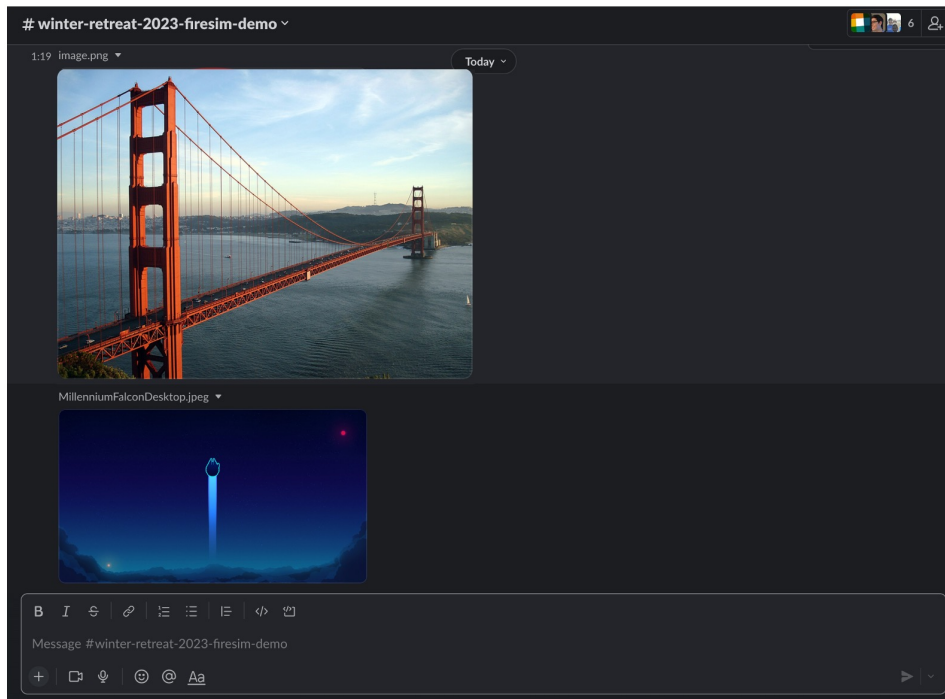 # winter-retreat-2023-firesim-demo
6
1:19 image.png
Today
MillenniumFalconDesktop.jpeg
B I S
Message #winter-retreat-2023-firesim-demo
+ @ Aa